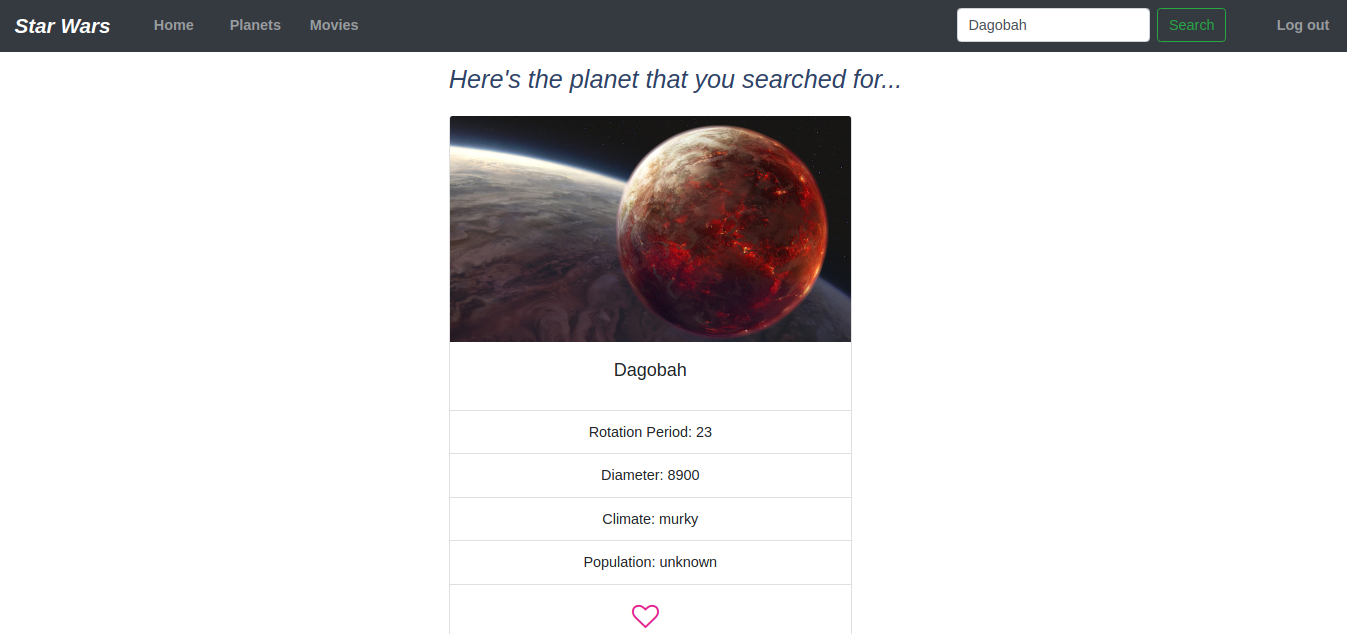 Star Wars Home Planets Movies Dagobah Search Log out
Here's the planet that you searched for...
Dagobah
Rotation Period: 23
Diameter: 8900
Climate: murky
Population: unknown